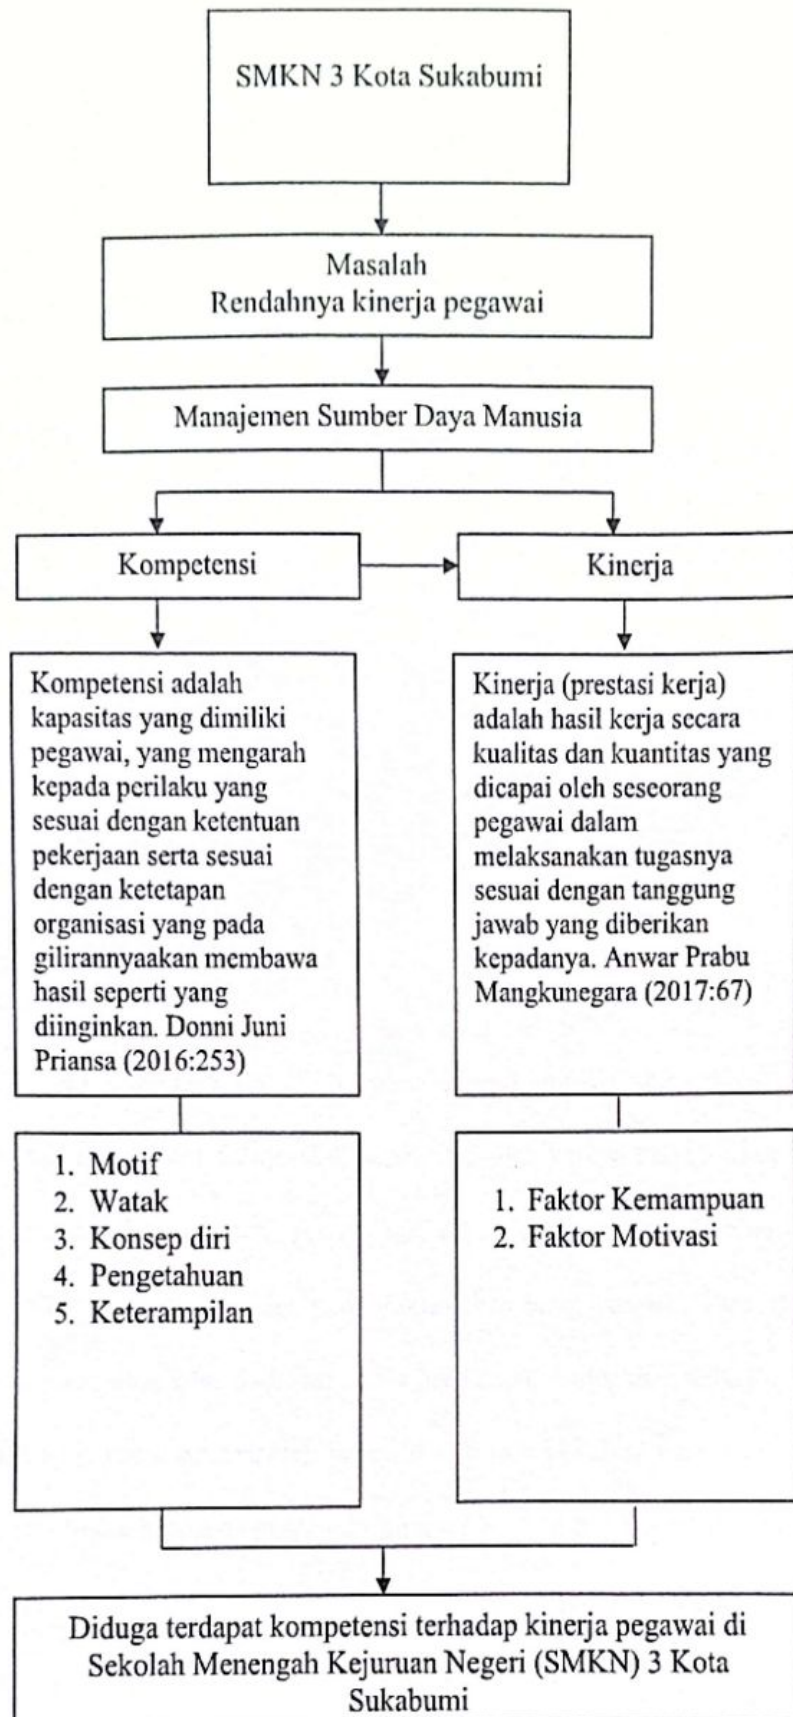 SMKN 3 Kota Sukabumi
Masalah
Rendahnya kinerja pegawai
Manajemen Sumber Daya Manusia
Kompetensi
Kinerja
Kompetensi adalah
kapasitas yang dimiliki
pegawai, yang mengarah
kepada perilaku yang
sesuai dengan ketentuan
pekerjaan serta sesuai
dengan ketetapan
organisasi yang pada
gilirannyaakan membawa
hasil seperti yang
diinginkan. Donni Juni
Priansa (2016:253)
Kinerja (prestasi kerja)
adalah hasil kerja secara
kualitas dan kuantitas yang
dicapai oleh seseorang
pegawai dalam
melaksanakan tugasnya
sesuai dengan tanggung
jawab yang diberikan
kepadanya. Anwar Prabu
Mangkunegara (2017:67)
1. Motif
2. Watak
3. Konsep diri
4. Pengetahuan
5. Keterampilan
1. Faktor Kemampuan
2. Faktor Motivasi
Diduga terdapat kompetensi terhadap kinerja pegawai di
Sekolah Menengah Kejuruan Negeri (SMKN) 3 Kota
Sukabumi